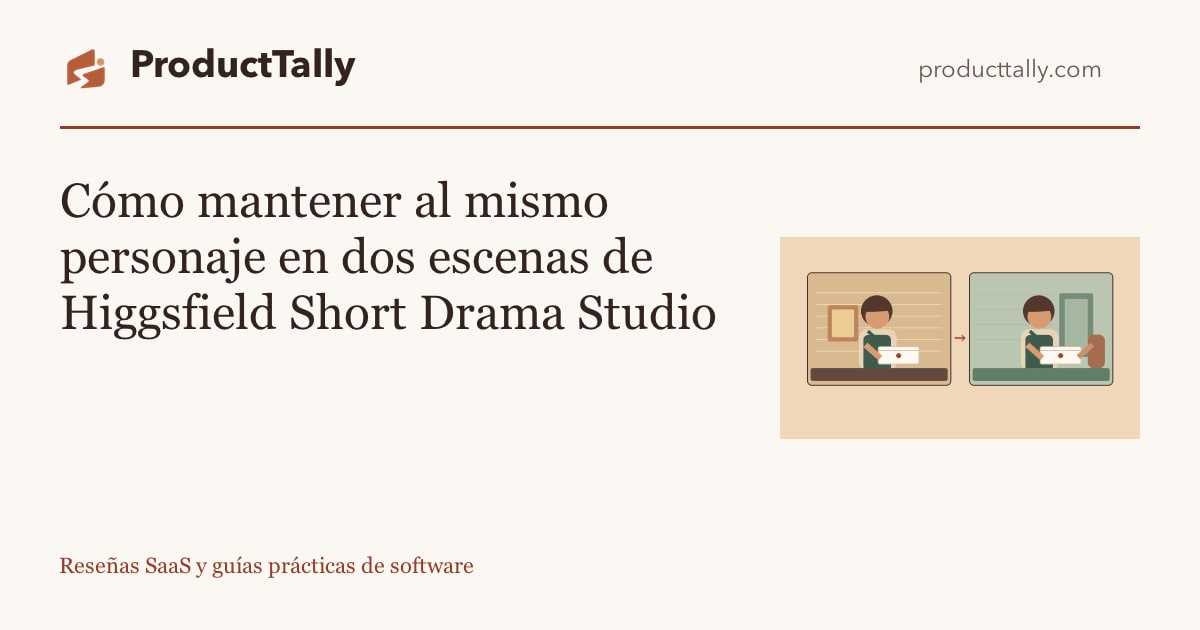 ProductTally
producttally.com
Cómo mantener al mismo
personaje en dos escenas de
Higgsfield Short Drama Studio
Reseñas SaaS y guías prácticas de software